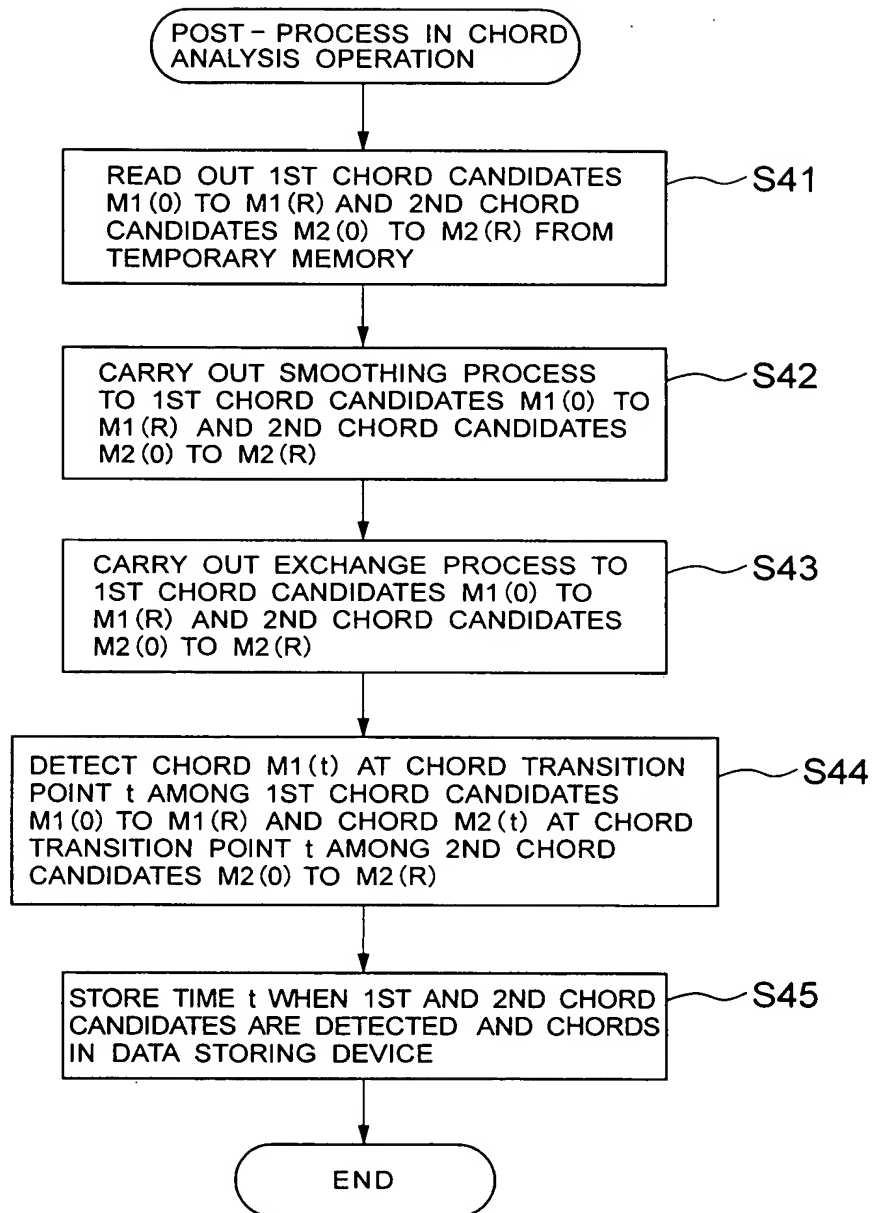 POST-PROCESS IN CHORD
ANALYSIS OPERATION
READ OUT 1ST CHORD CANDIDATES
M1(0) TO M1(R) AND 2ND CHORD
CANDIDATES M2(0) TO M2(R) FROM
TEMPORARY MEMORY
S41
CARRY OUT SMOOTHING PROCESS
TO 1ST CHORD CANDIDATES M1(0) TO
M1(R) AND 2ND CHORD CANDIDATES
M2(0) TO M2(R)
S42
CARRY OUT EXCHANGE PROCESS TO
1ST CHORD CANDIDATES M1(0) TO
M1(R) AND 2ND CHORD CANDIDATES
M2(0) TO M2(R)
S43
DETECT CHORD M1(t) AT CHORD TRANSITION
POINT t AMONG 1ST CHORD CANDIDATES
M1(0) TO M1(R) AND CHORD M2(t) AT CHORD
TRANSITION POINT t AMONG 2ND CHORD
CANDIDATES M2(0) TO M2(R)
S44
STORE TIME t WHEN 1ST AND 2ND CHORD
CANDIDATES ARE DETECTED AND CHORDS
IN DATA STORING DEVICE
S45
END